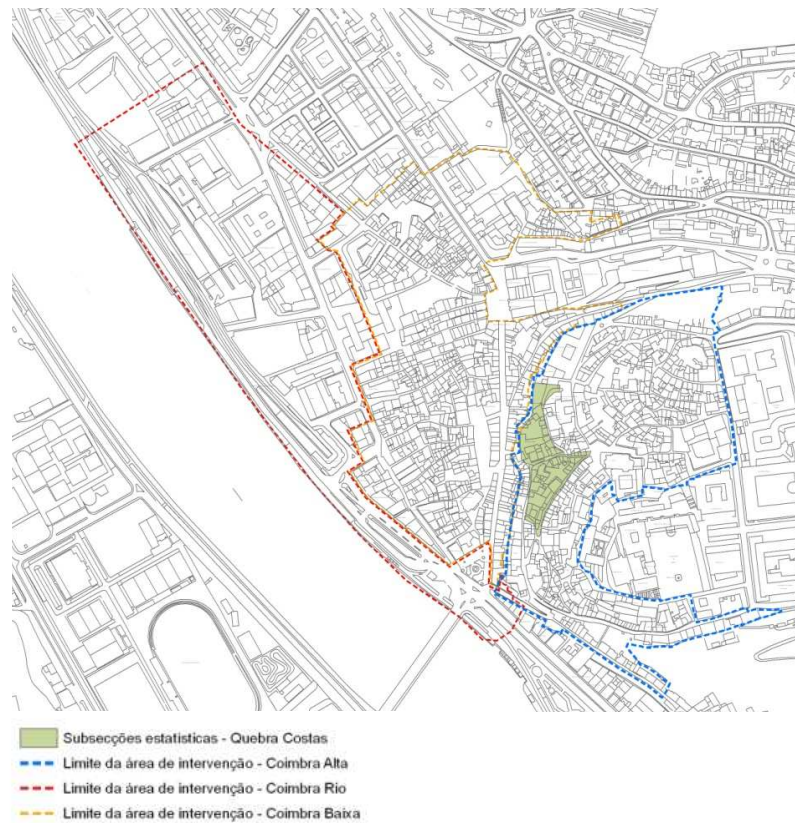 Subsecções estatisticas - Quebra Costas
Limite da área de intervenção - Coimbra Alta
Limite da área de intervenção - Coimbra Rio
Limite da área de intervenção - Coimbra Baixa